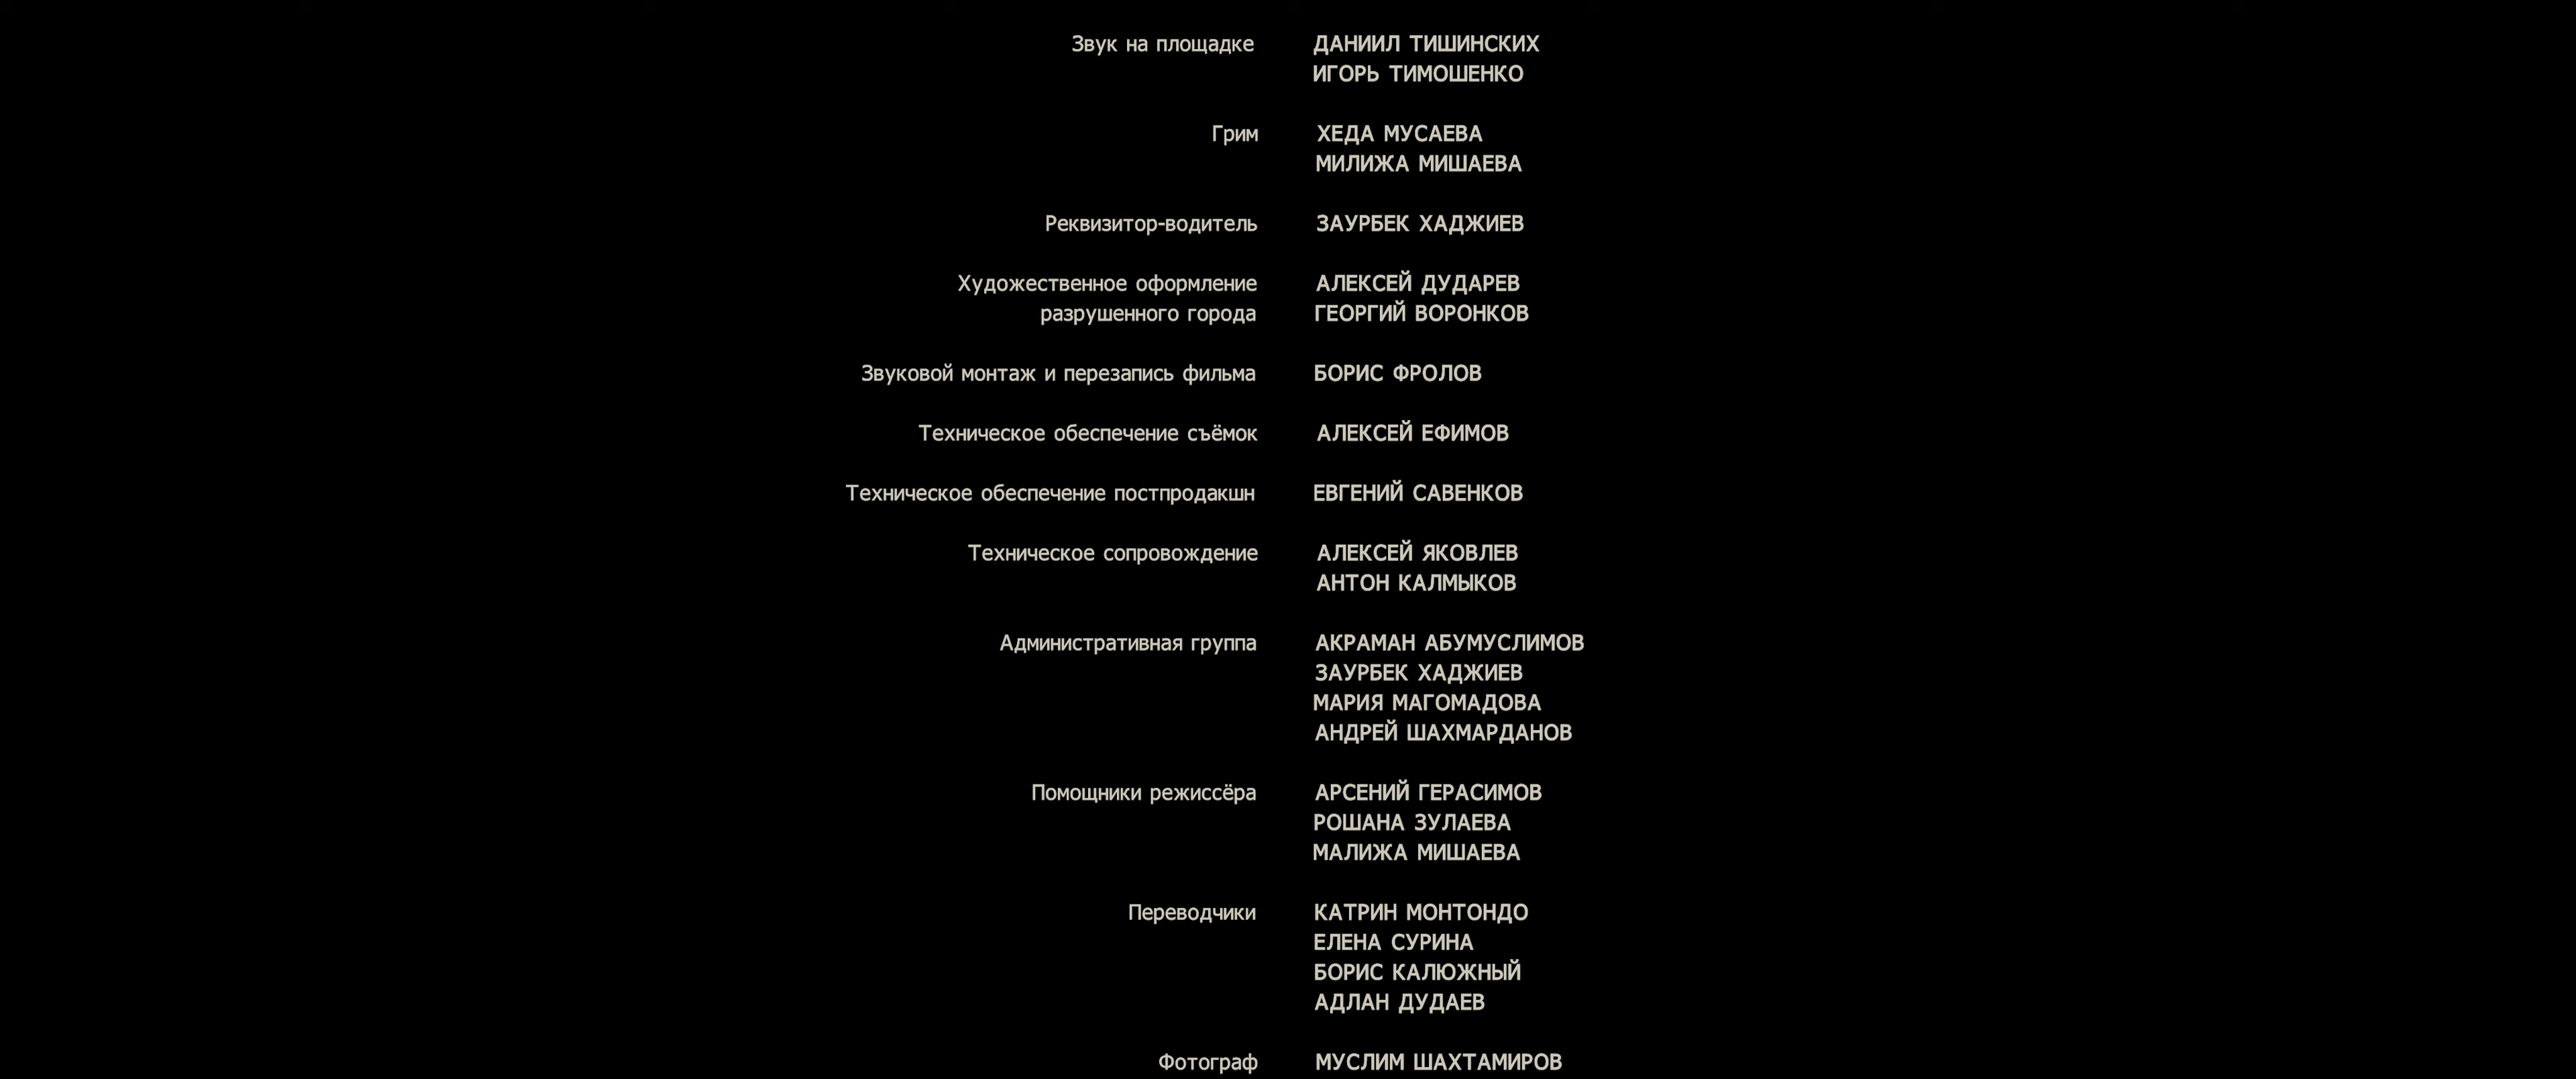 Звук на площадке ДАНИИЛ ТИШИНСКИХ
ИГОРЬ ТИМОШЕНКО
Грим ХЕДА МУСАЕВА
МИЛИЖА МИШАЕВА
Реквизитор-водитель ЗАУРБЕК ХАДЖИЕВ
Художественное оформление АЛЕКСЕЙ ДУДАРЕВ
разрушенного города ГЕОРГИЙ ВОРОНКОВ
Звуковой монтаж и перезапись фильма БОРИС ФРОЛОВ
Техническое обеспечение съёмок АЛЕКСЕЙ ЕФИМОВ
Техническое обеспечение постпродакшн ЕВГЕНИЙ САВЕНКОВ
Техническое сопровождение АЛЕКСЕЙ ЯКОВЛЕВ
АНТОН КАЛМЫКОВ
Административная группа АКРАМАН АБУМУСЛИМОВ
ЗАУРБЕК ХАДЖИЕВ
МАРИЯ МАГОМАДОВА
АНДРЕЙ ШАХМАРДАНОВ
Помощники режиссёра АРСЕНИЙ ГЕРАСИМОВ
РОШАНА ЗУЛАЕВА
МАЛИЖА МИШАЕВА
Переводчики КАТРИН МОНТОНДО
ЕЛЕНА СУРИНА
БОРИС КАЛЮЖНЫЙ
АДЛАН ДУДАЕВ
Фотограф МУСЛИМ ШАХТАМИРОВ